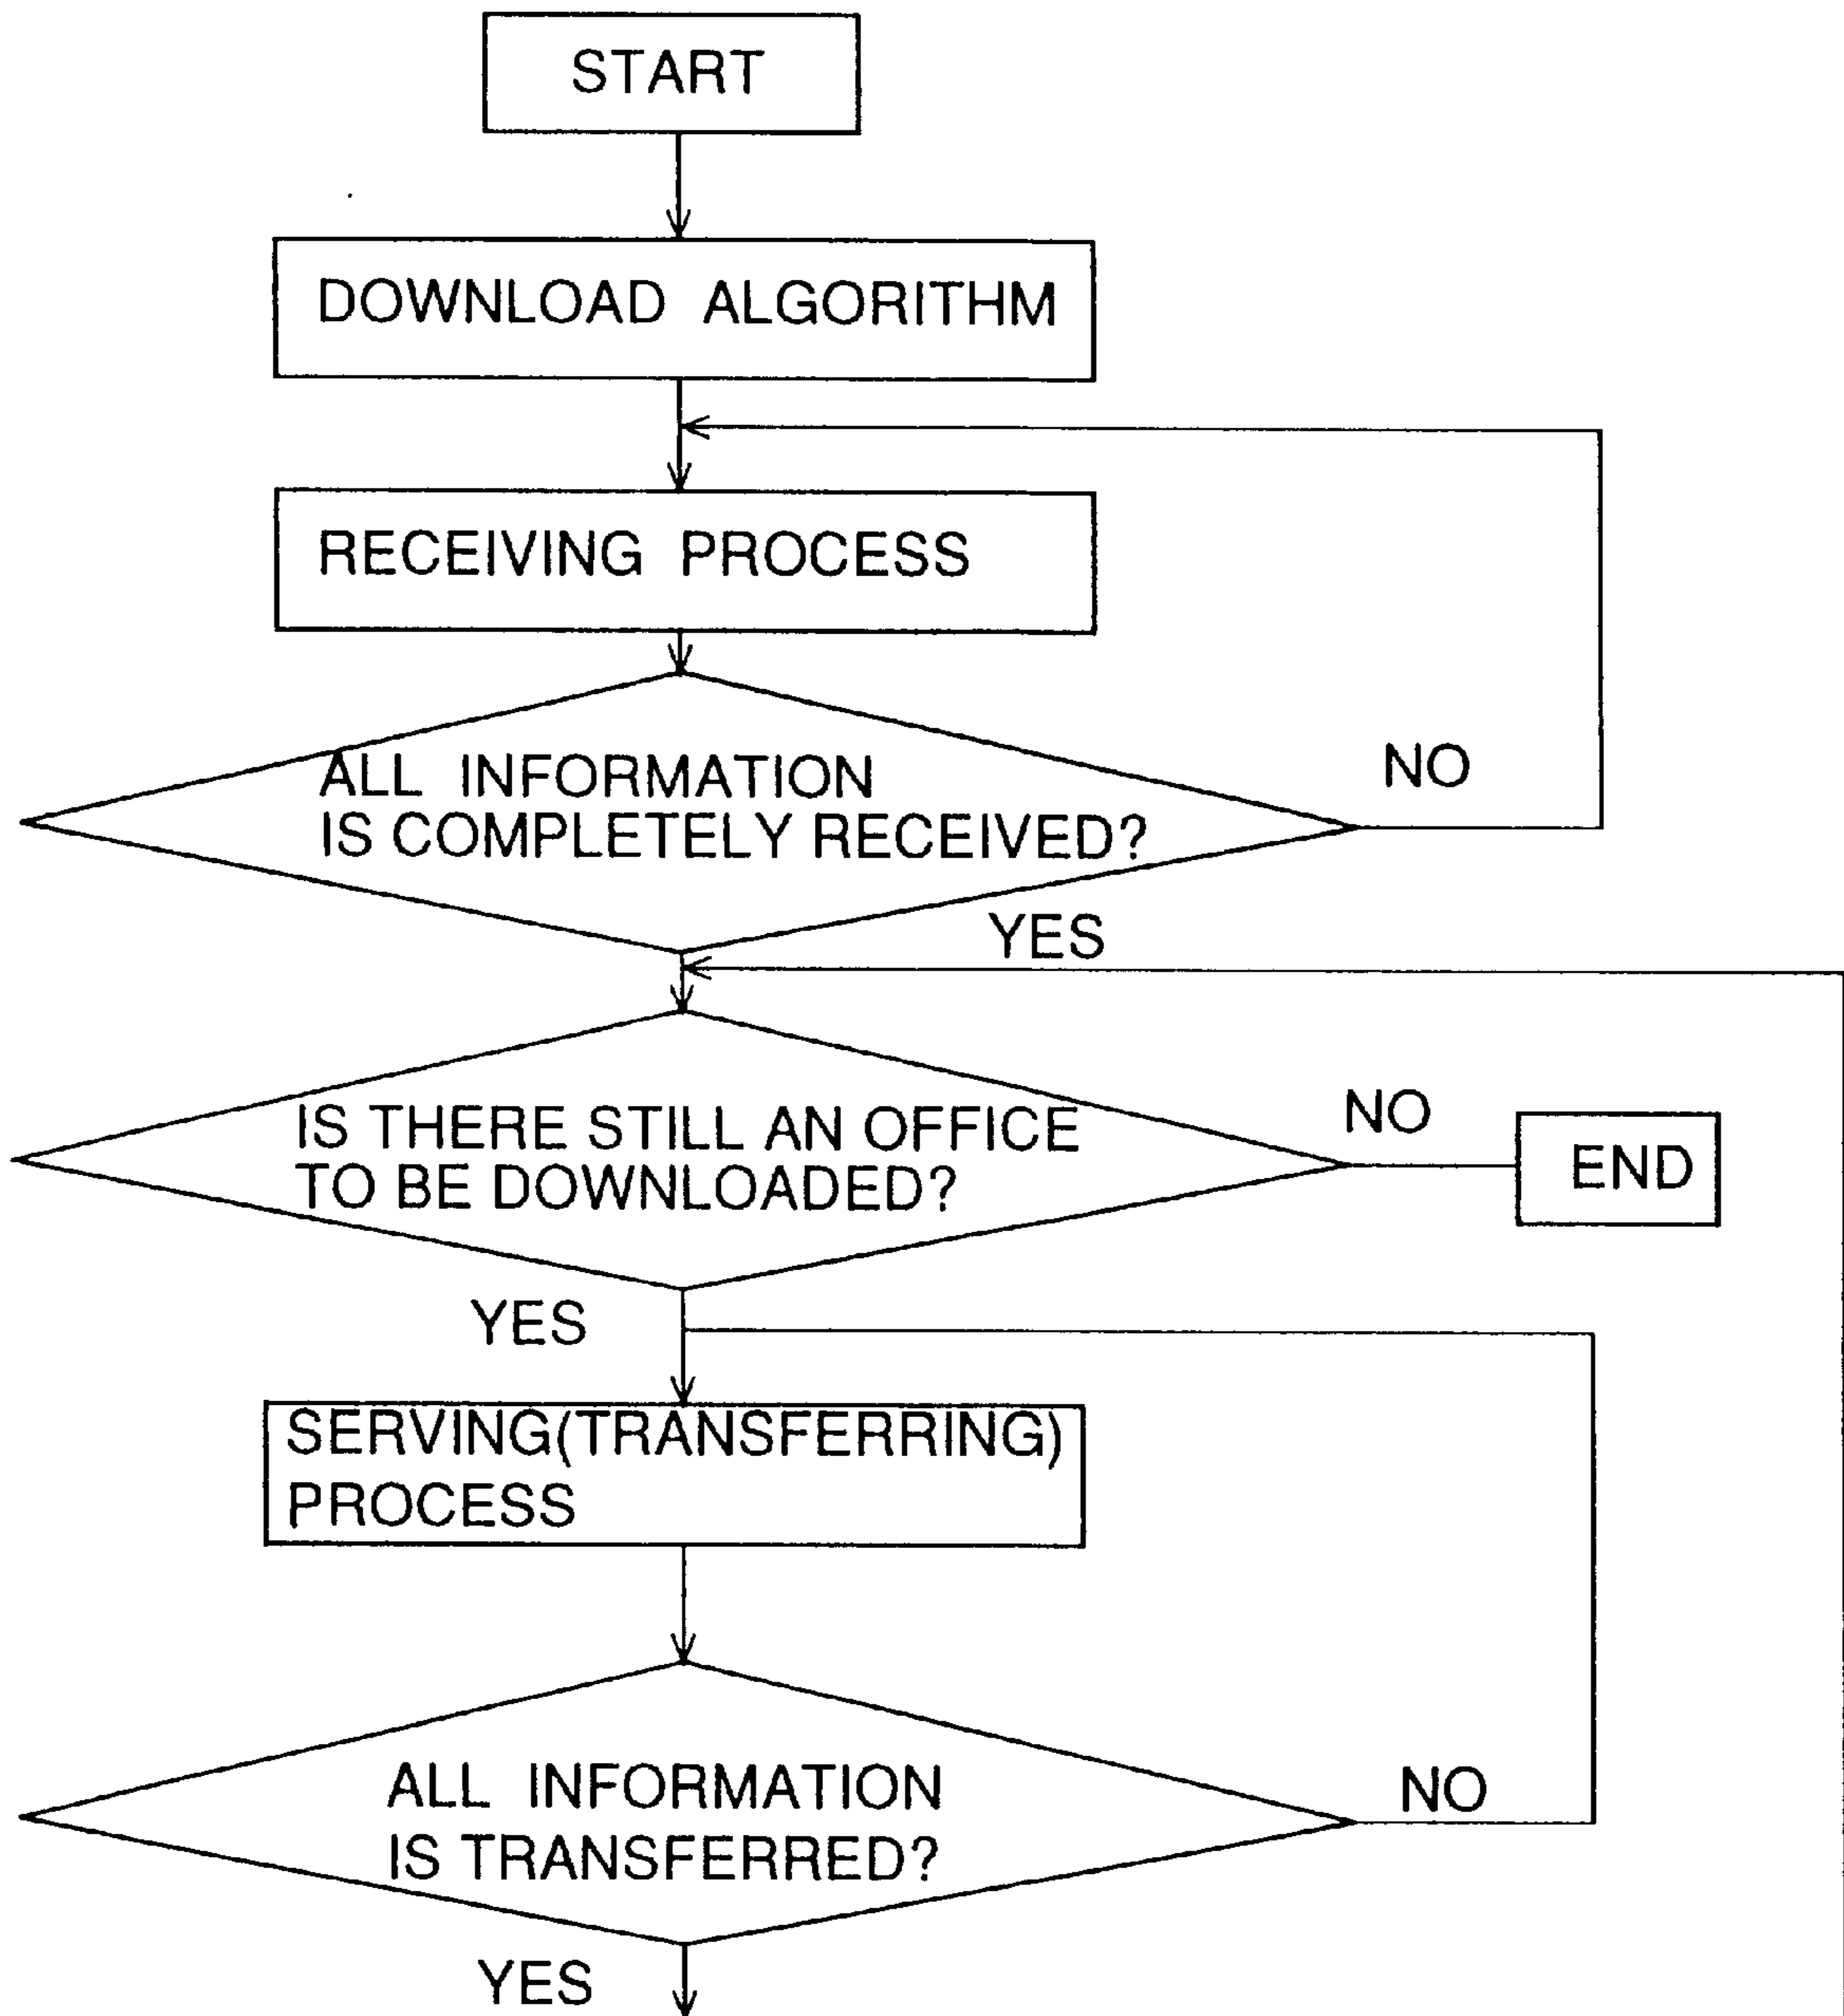 START
DOWNLOAD ALGORITHM
RECEIVING PROCESS
ALL INFORMATION
IS COMPLETELY RECEIVED?
NO
YES
IS THERE STILL AN OFFICE
TO BE DOWNLOADED?
NO
END
YES
SERVING(TRANSFERRING)
PROCESS
ALL INFORMATION
IS TRANSFERRED?
NO
YES